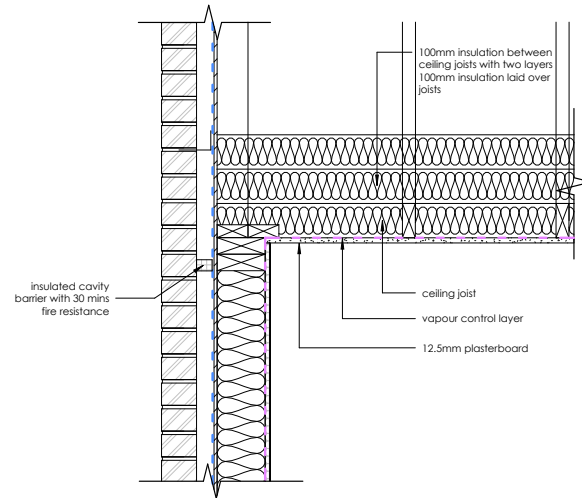 100mm insulation between
ceiling joists with two layers
100mm insulation laid over
joists
insulated cavity
barrier with 30 mins
fire resistance
ceiling joist
vapour control layer
12.5mm plasterboard